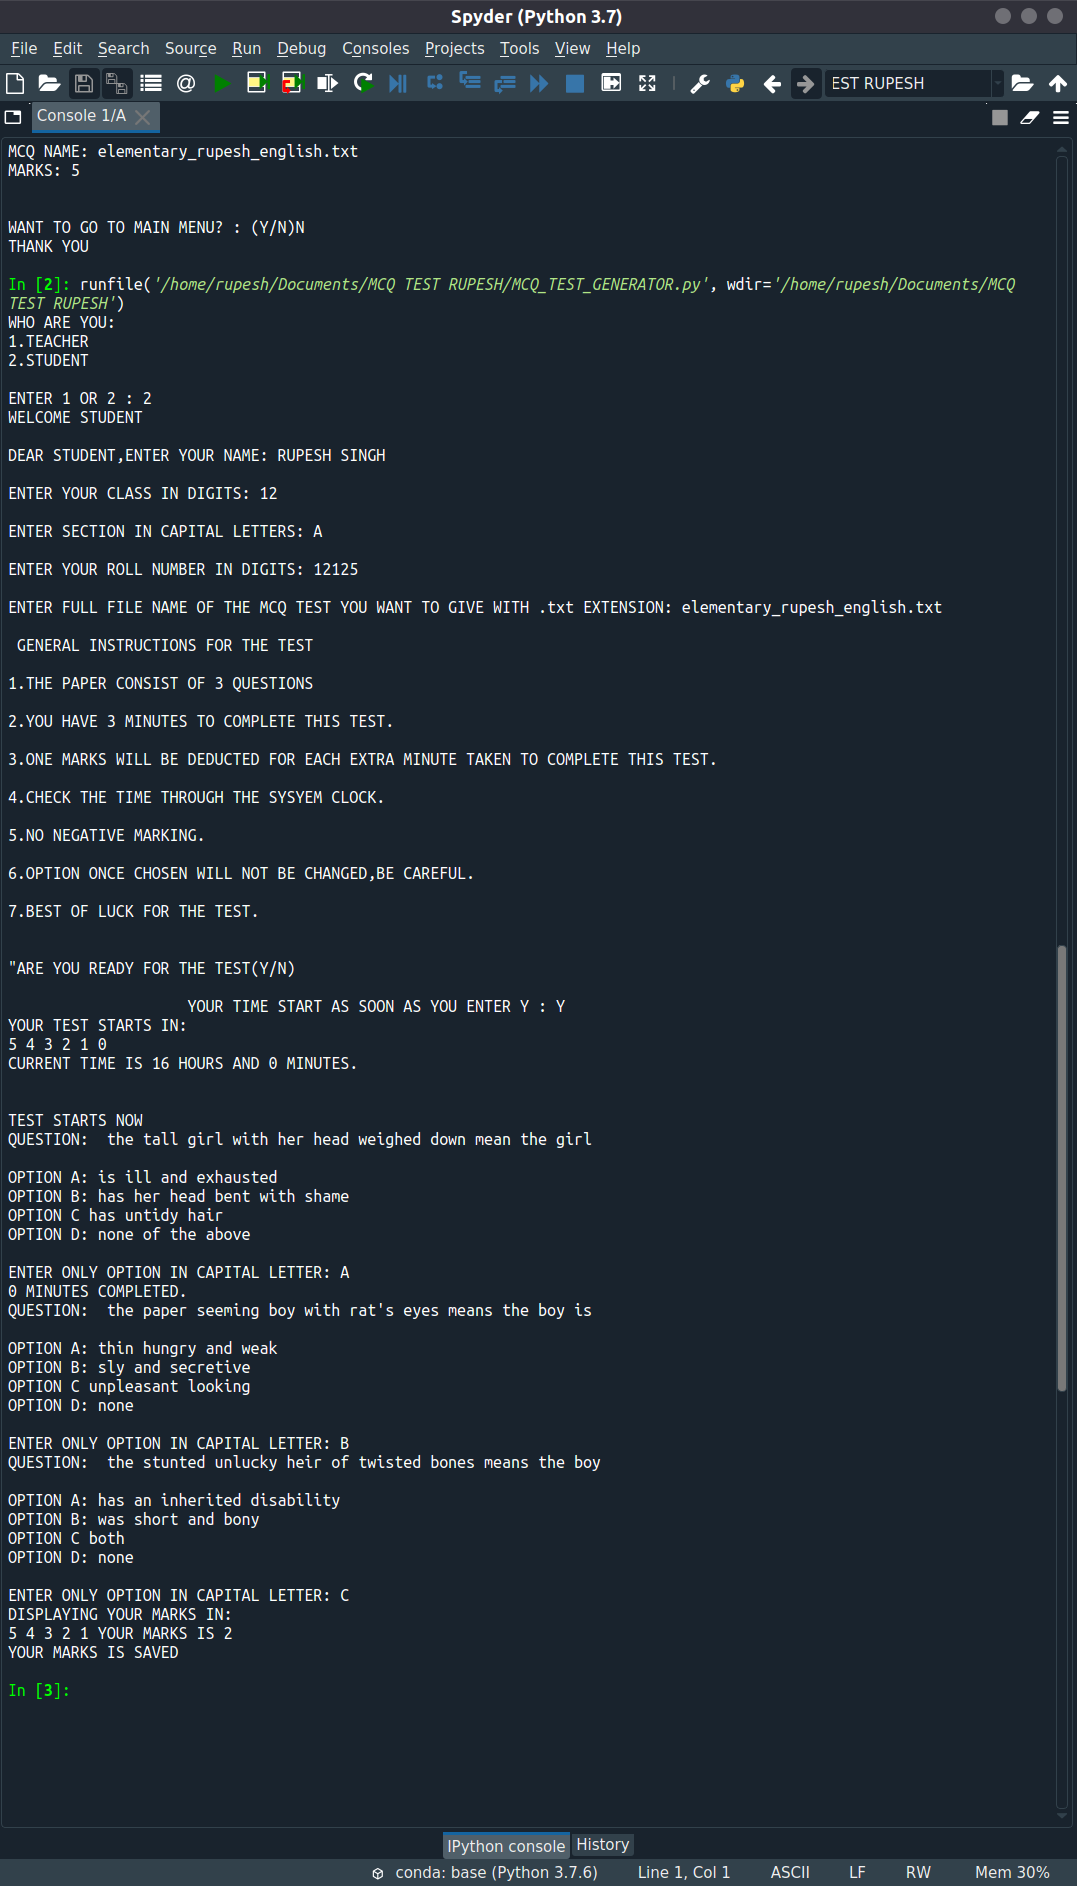 Spyder (Python 3.7)
File Edit Search Source Run Debug Consoles Projects Tools View Help
EST RUPESH
Console 1/A
MCQ NAME: elementary_rupesh_english.txt
MARKS: 5
WANT TO GO TO MAIN MENU? : (Y/N)N
THANK YOU
In [2]: runfile('/home/rupesh/Documents/MCQ TEST RUPESH/MCQ_TEST_GENERATOR.py', wdir='/home/rupesh/Documents/MCQ
TEST RUPESH')
WHO ARE YOU:
1.TEACHER
2.STUDENT
ENTER 1 OR 2 : 2
WELCOME STUDENT
DEAR STUDENT,ENTER YOUR NAME: RUPESH SINGH
ENTER YOUR CLASS IN DIGITS: 12
ENTER SECTION IN CAPITAL LETTERS: A
ENTER YOUR ROLL NUMBER IN DIGITS: 12125
ENTER FULL FILE NAME OF THE MCQ TEST YOU WANT TO GIVE WITH .txt EXTENSION: elementary_rupesh_english.txt
GENERAL INSTRUCTIONS FOR THE TEST
1.THE PAPER CONSIST OF 3 QUESTIONS
2.YOU HAVE 3 MINUTES TO COMPLETE THIS TEST.
3.ONE MARKS WILL BE DEDUCTED FOR EACH EXTRA MINUTE TAKEN TO COMPLETE THIS TEST.
4.CHECK THE TIME THROUGH THE SYSYEM CLOCK.
5.NO NEGATIVE MARKING.
6.OPTION ONCE CHOSEN WILL NOT BE CHANGED,BE CAREFUL.
7.BEST OF LUCK FOR THE TEST.
"ARE YOU READY FOR THE TEST(Y/N)
YOUR TIME START AS SOON AS YOU ENTER Y : Y
YOUR TEST STARTS IN:
5 4 3 2 1 0
CURRENT TIME IS 16 HOURS AND 0 MINUTES.
TEST STARTS NOW
QUESTION:  the tall girl with her head weighed down mean the girl
OPTION A: is ill and exhausted
OPTION B: has her head bent with shame
OPTION C has untidy hair
OPTION D: none of the above
ENTER ONLY OPTION IN CAPITAL LETTER: A
0 MINUTES COMPLETED.
QUESTION:  the paper seeming boy with rat's eyes means the boy is
OPTION A: thin hungry and weak
OPTION B: sly and secretive
OPTION C unpleasant looking
OPTION D: none
ENTER ONLY OPTION IN CAPITAL LETTER: B
QUESTION:  the stunted unlucky heir of twisted bones means the boy
OPTION A: has an inherited disability
OPTION B: was short and bony
OPTION C both
OPTION D: none
ENTER ONLY OPTION IN CAPITAL LETTER: C
DISPLAYING YOUR MARKS IN:
5 4 3 2 1 YOUR MARKS IS 2
YOUR MARKS IS SAVED
In [3]:
IPython console History
conda: base (Python 3.7.6) Line 1, Col 1 ASCII LF RW Mem 30%